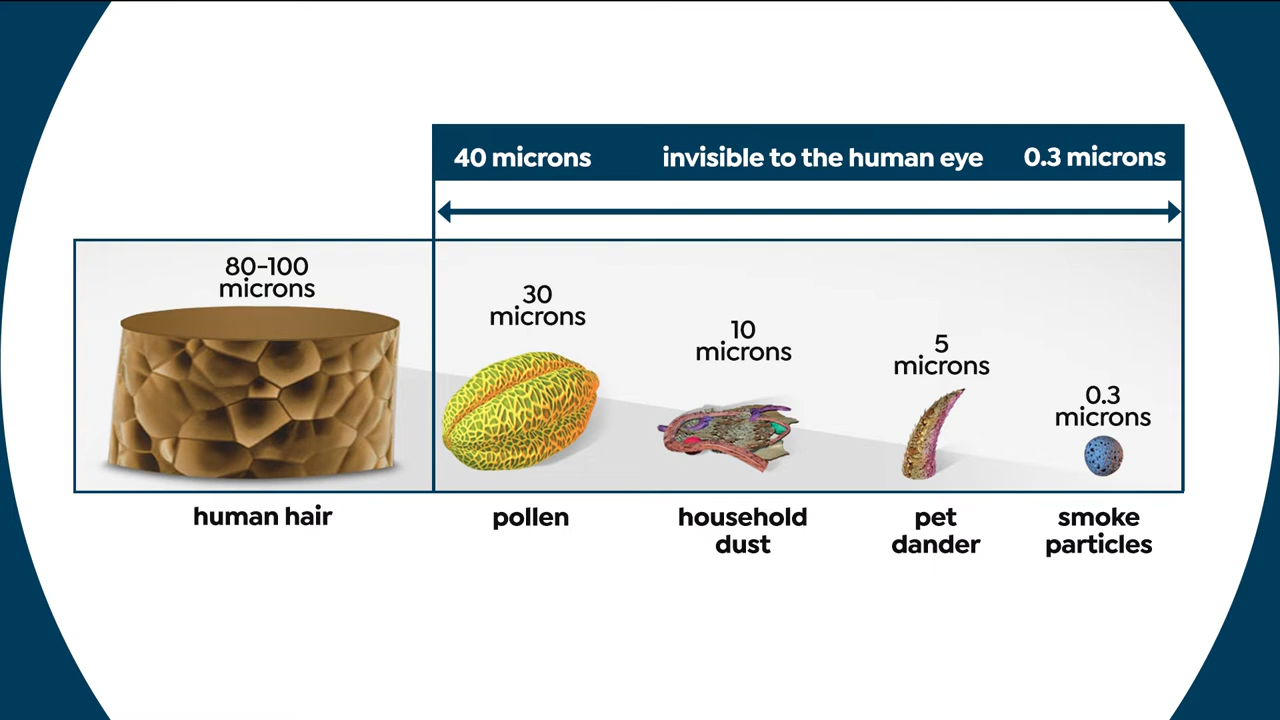 40 microns invisible to the human eye 0.3 microns
80-100
microns
30
microns
10
microns
5
microns
0.3
microns
human hair
pollen
household
dust
pet
dander
smoke
particles